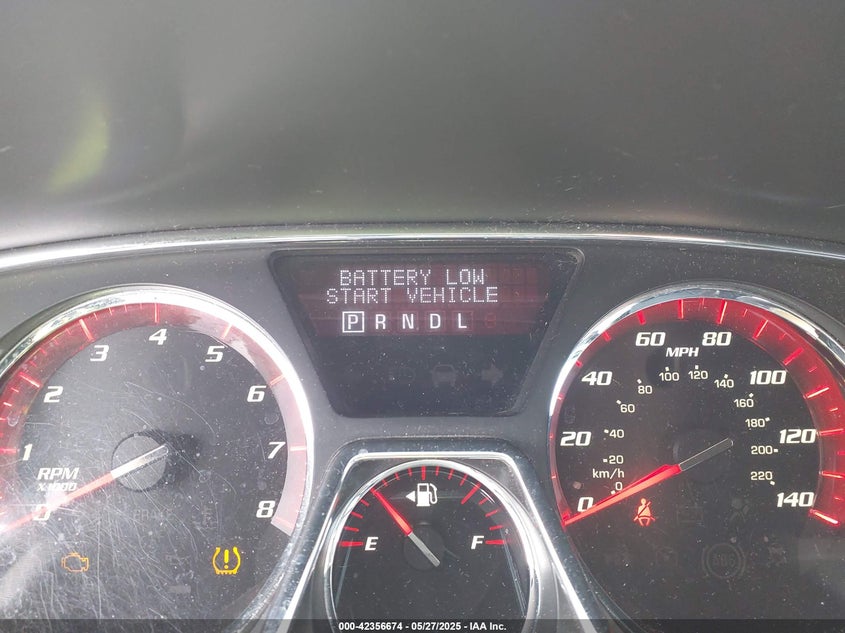 BATTERY LOW
START VEHICLE
P R N D L
0 1 2 3 4 5 6 7 8
RPM
X1000
E F
0 20 40 60 80 100 120 140
MPH
0 20 40 60 80 100 120 140 160 180 200 220
km/h
000-42356674 / 05/27/2025 - IAA Inc.